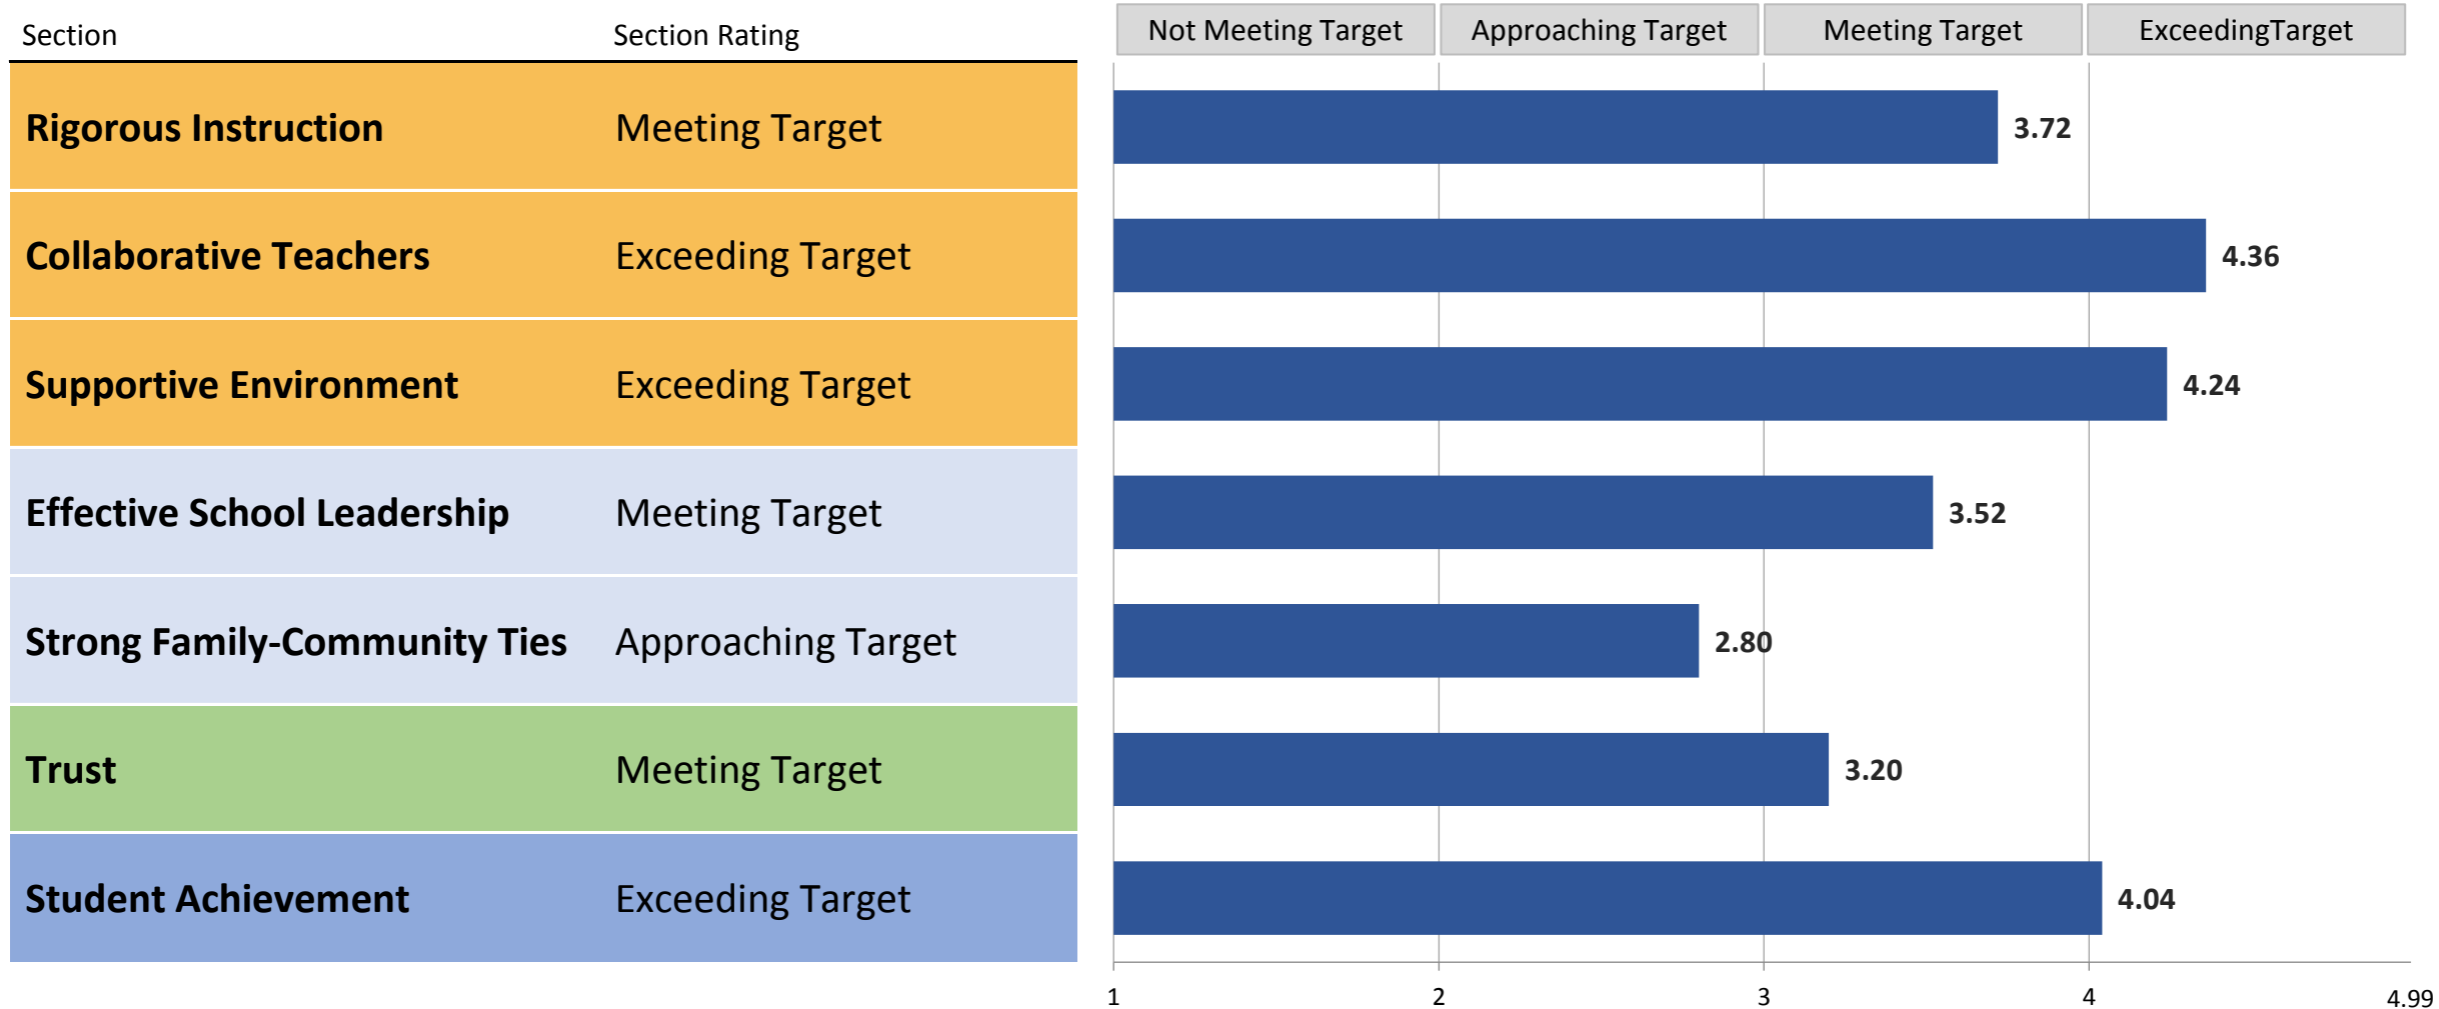 Section Section Rating Not Meeting Target Approaching Target Meeting Target ExceedingTarget
Rigorous Instruction Meeting Target 3.72
Collaborative Teachers Exceeding Target 4.36
Supportive Environment Exceeding Target 4.24
Effective School Leadership Meeting Target 3.52
Strong Family-Community Ties Approaching Target 2.80
Trust Meeting Target 3.20
Student Achievement Exceeding Target 4.04
1 2 3 4 4.99